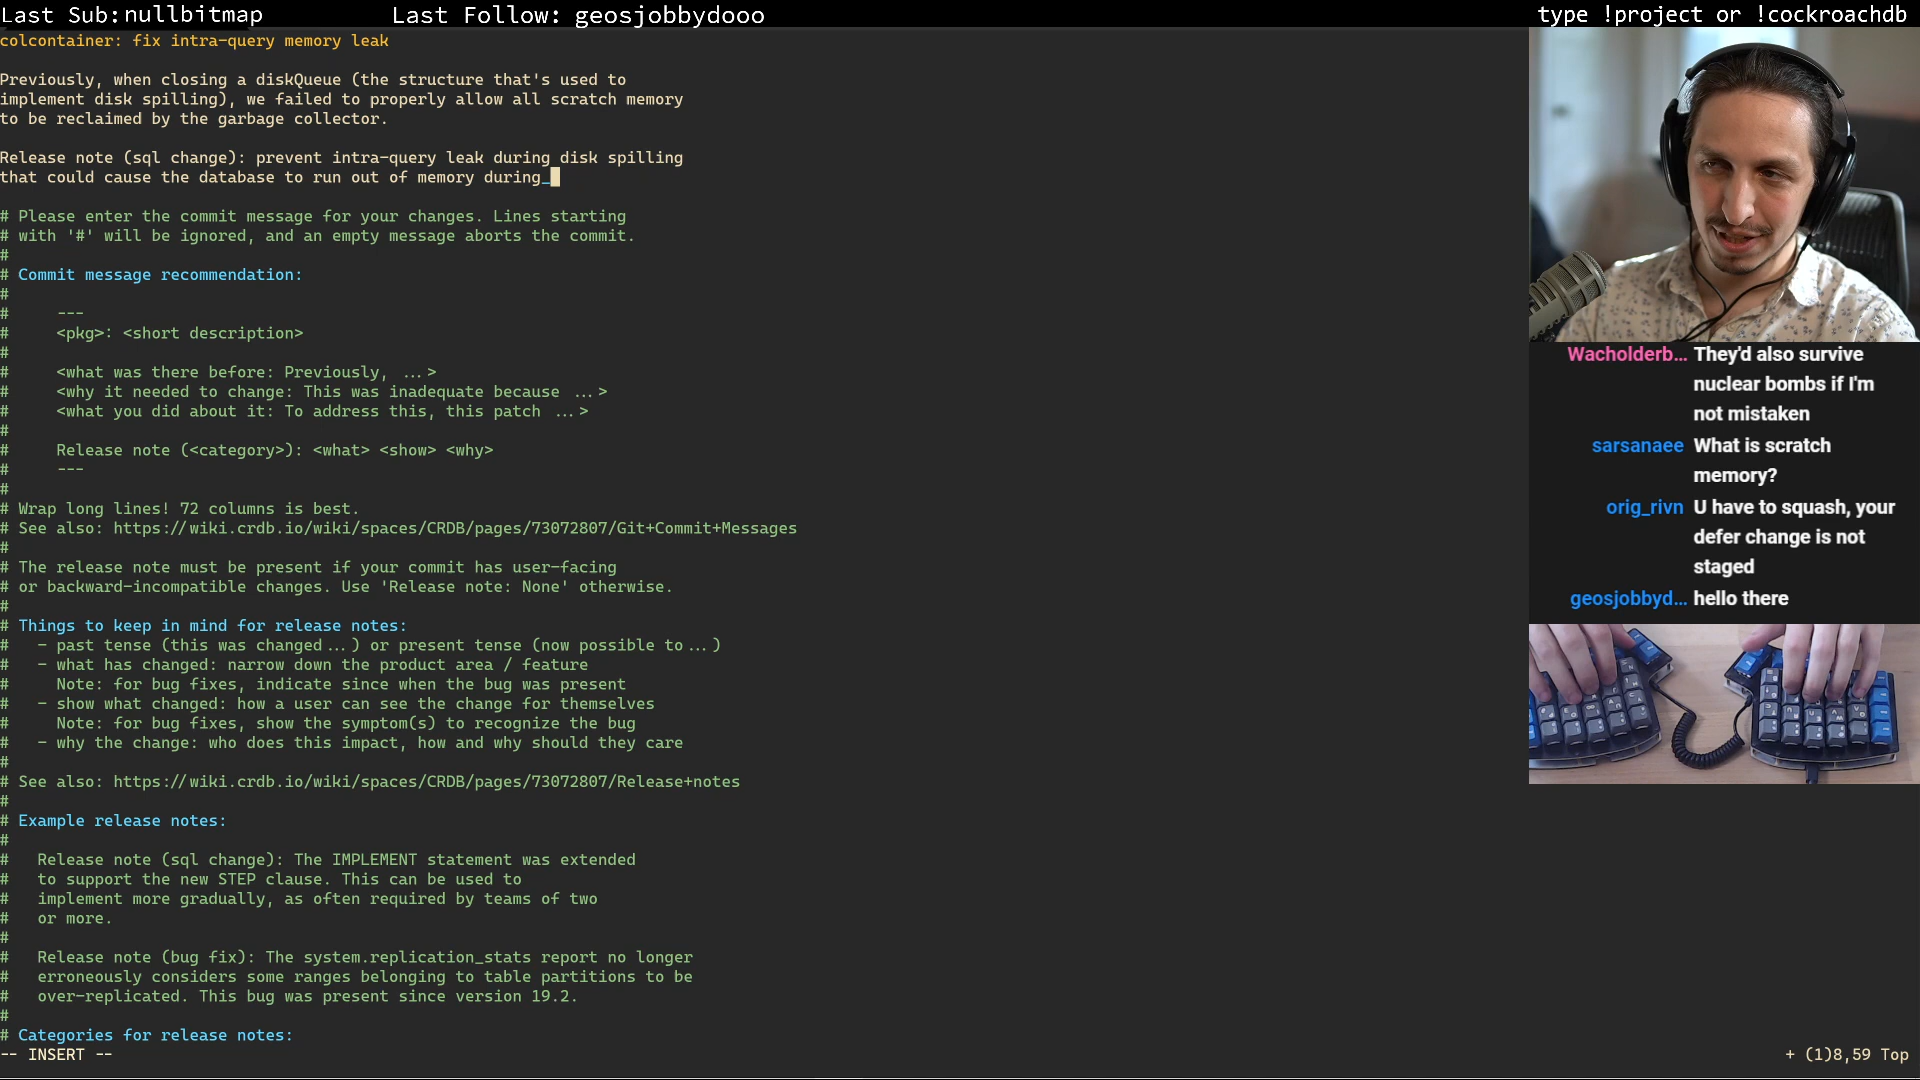 Last Sub:nullbitmap
Last Follow: geosjobbydooo
type !project or !cockroachdb
colcontainer: fix intra-query memory leak
Previously, when closing a diskQueue (the structure that's used to
implement disk spilling), we failed to properly allow all scratch memory
to be reclaimed by the garbage collector.
Release note (sql change): prevent intra-query leak during disk spilling
that could cause the database to run out of memory during
# Please enter the commit message for your changes. Lines starting
# with '#' will be ignored, and an empty message aborts the commit.
#
# Commit message recommendation:
#
#     ---
#     <pkg>: <short description>
#
#     <what was there before: Previously, ...>
#     <why it needed to change: This was inadequate because ...>
#     <what you did about it: To address this, this patch ...>
#
#     Release note (<category>): <what> <show> <why>
#     ---
#
# Wrap long lines! 72 columns is best.
# See also: https://wiki.crdb.io/wiki/spaces/CRDB/pages/73072807/Git+Commit+Messages
#
# The release note must be present if your commit has user-facing
# or backward-incompatible changes. Use 'Release note: None' otherwise.
#
# Things to keep in mind for release notes:
#   - past tense (this was changed...) or present tense (now possible to...)
#   - what has changed: narrow down the product area / feature
#     Note: for bug fixes, indicate since when the bug was present
#   - show what changed: how a user can see the change for themselves
#     Note: for bug fixes, show the symptom(s) to recognize the bug
#   - why the change: who does this impact, how and why should they care
#
# See also: https://wiki.crdb.io/wiki/spaces/CRDB/pages/73072807/Release+notes
#
# Example release notes:
#
#   Release note (sql change): The IMPLEMENT statement was extended
#   to support the new STEP clause. This can be used to
#   implement more gradually, as often required by teams of two
#   or more.
#
#   Release note (bug fix): The system.replication_stats report no longer
#   erroneously considers some ranges belonging to table partitions to be
#   over-replicated. This bug was present since version 19.2.
#
# Categories for release notes:
-- INSERT --
+ (1)8,59 Top
Wacholderb… They'd also survive
nuclear bombs if I'm
not mistaken
sarsanaee What is scratch
memory?
orig_rivn U have to squash, your
defer change is not
staged
geosjobbyd… hello there